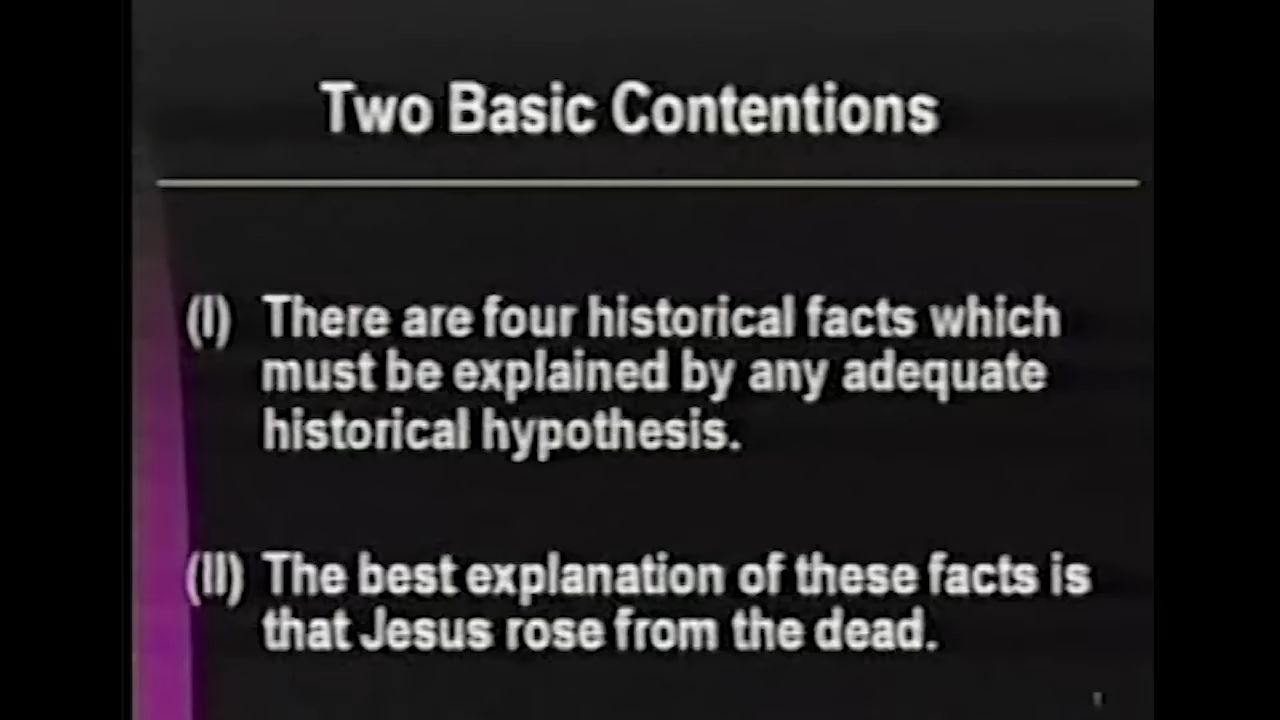 Two Basic Contentions
(I) There are four historical facts which
must be explained by any adequate
historical hypothesis.
(II) The best explanation of these facts is
that Jesus rose from the dead.